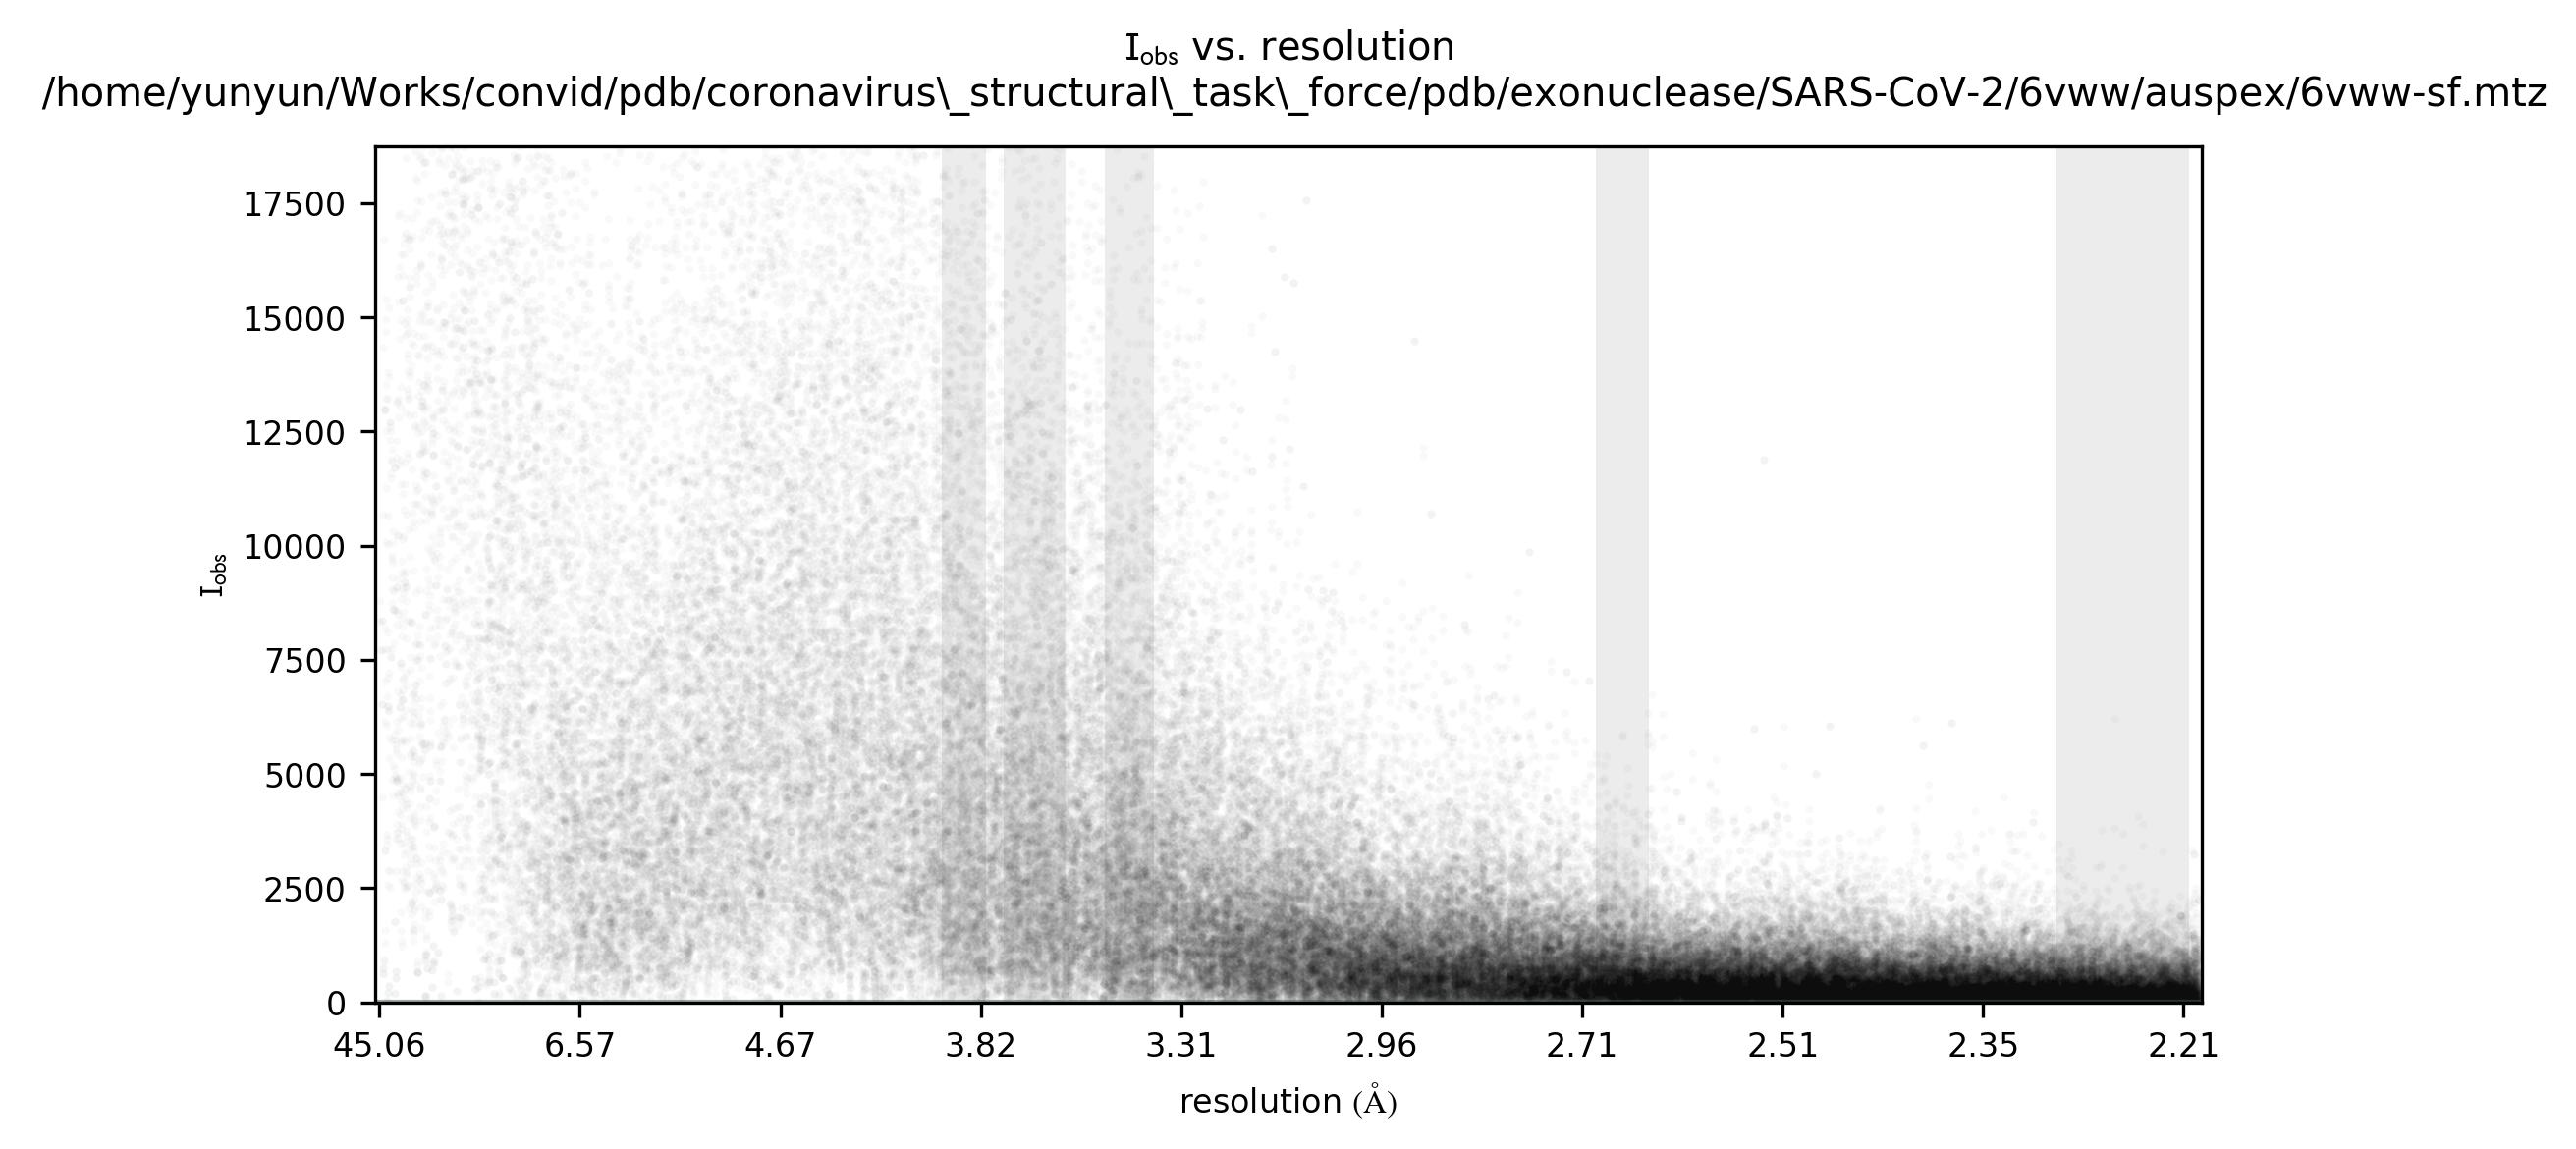 I_obs vs. resolution
/home/yunyun/Works/convid/pdb/coronavirus\_structural\_task\_force/pdb/exonuclease/SARS-CoV-2/6vww/auspex/6vww-sf.mtz
17500
15000
12500
10000
7500
5000
2500
0
I_obs
45.06 6.57 4.67 3.82 3.31 2.96 2.71 2.51 2.35 2.21
resolution (Å)